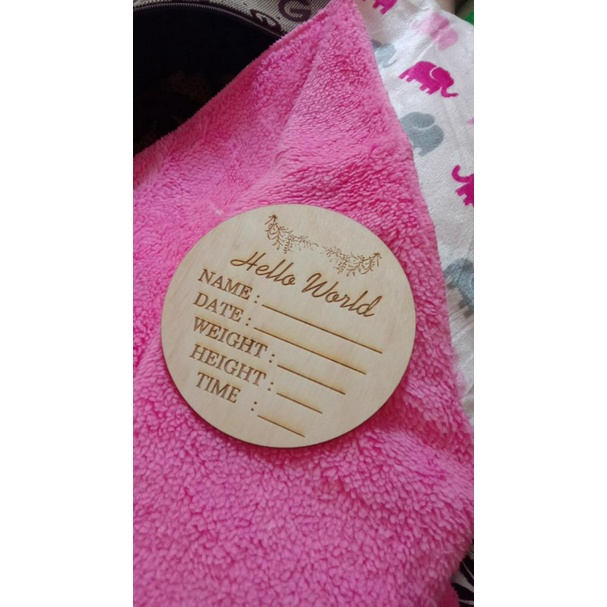 Hello World
NAME :
DATE :
WEIGHT :
HEIGHT :
TIME :